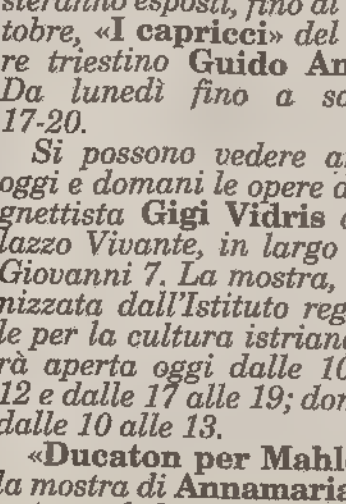 steranno esposti, fino al
tobre, «I capricci» del
re triestino Guido An
Da lunedì fino a sa
17-20.
Si possono vedere a
oggi e domani le opere d
gnettista Gigi Vidris
lazzo Vivante, in largo
Giovanni 7. La mostra,
nizzata dall'Istituto reg
le per la cultura istrian
rà aperta oggi dalle 10
12 e dalle 17 alle 19; dom
dalle 10 alle 13.
«Ducaton per Mahl
la mostra di Annamaria